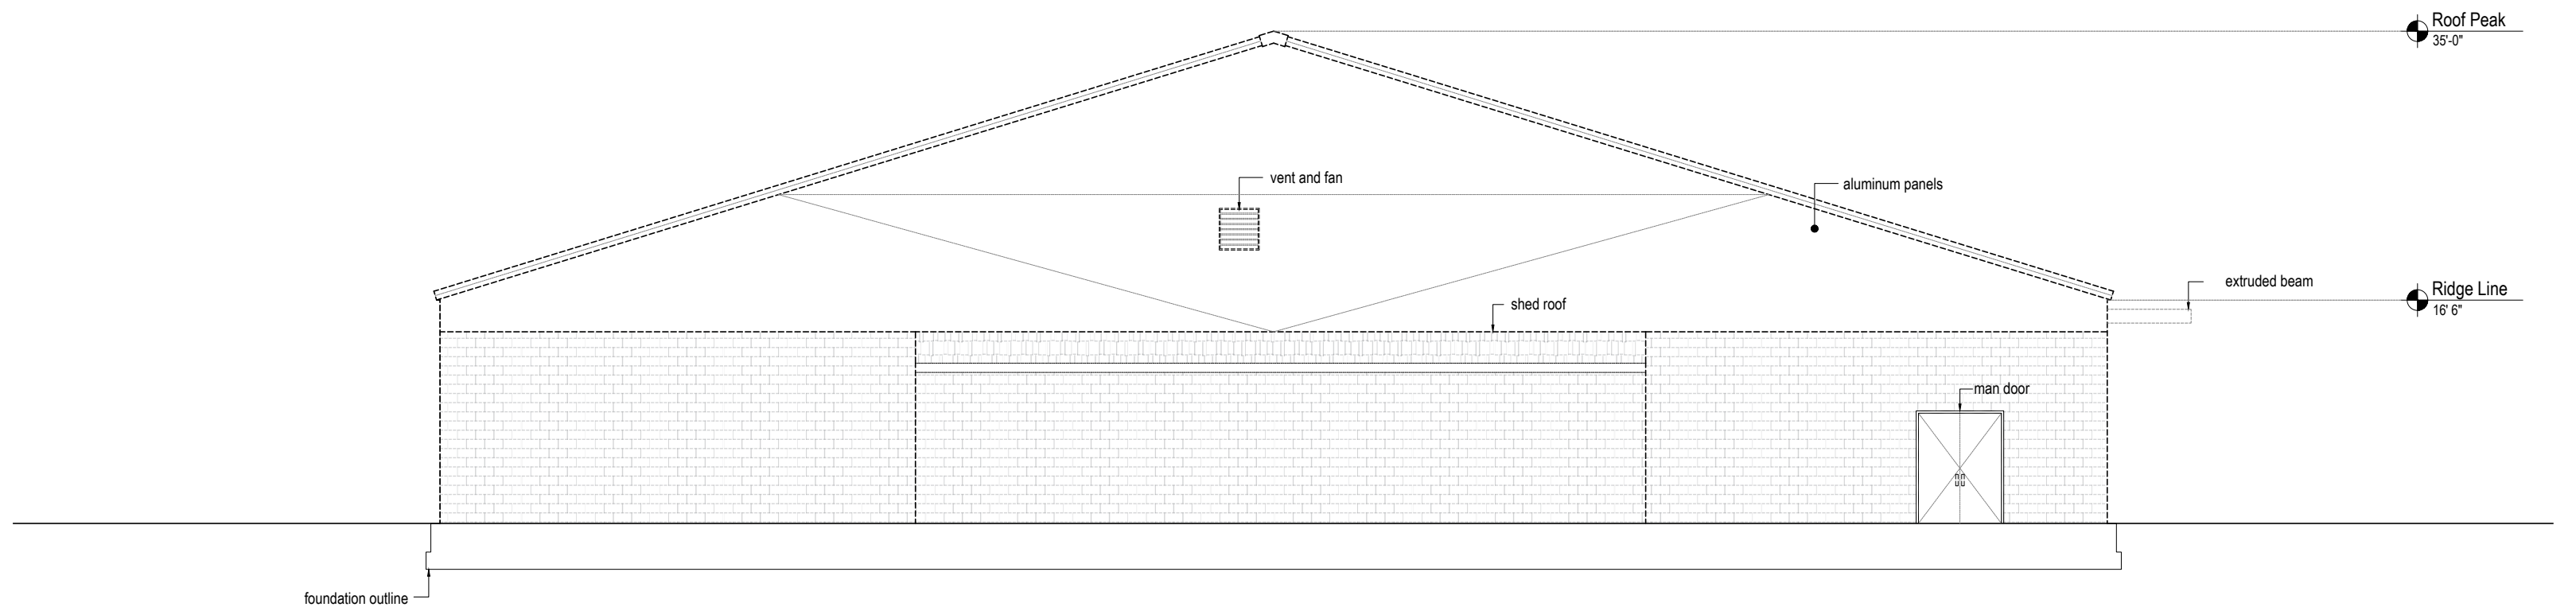 Roof Peak
35'-0"
vent and fan
aluminum panels
extruded beam
Ridge Line
16' 6"
shed roof
man door
foundation outline